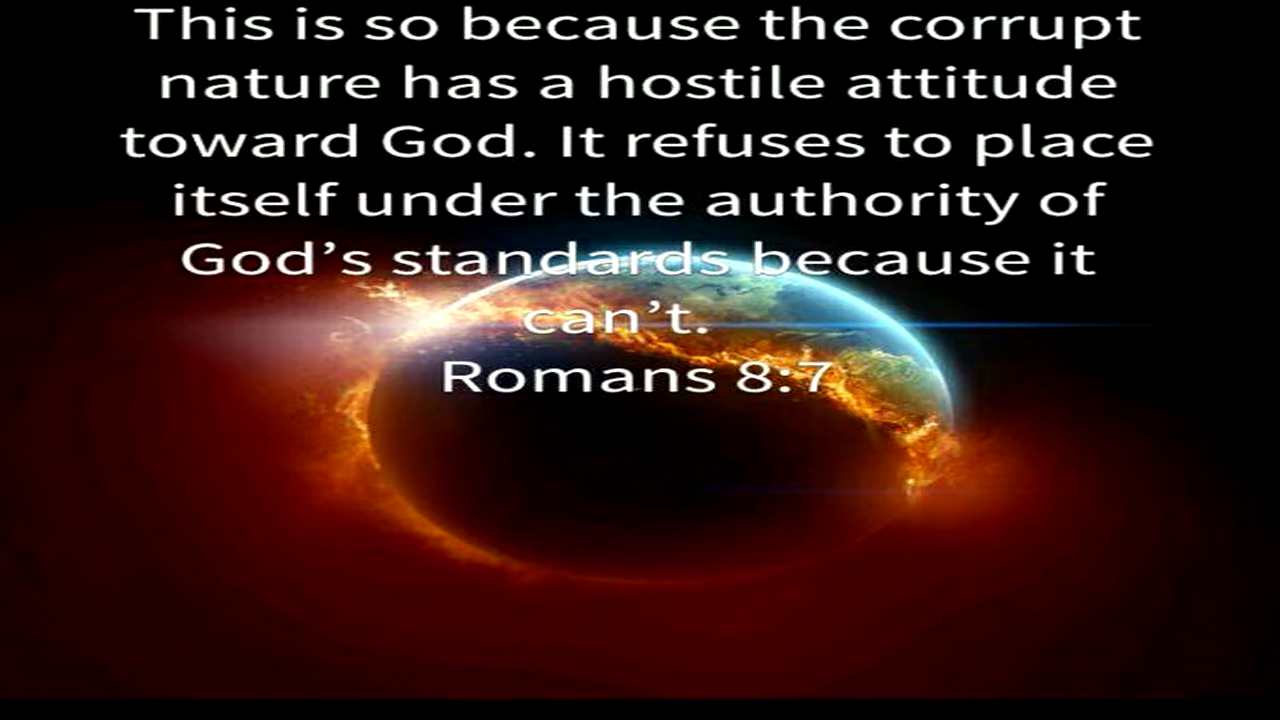 This is so because the corrupt
nature has a hostile attitude
toward God. It refuses to place
itself under the authority of
God’s standards because it
can’t.
Romans 8:7